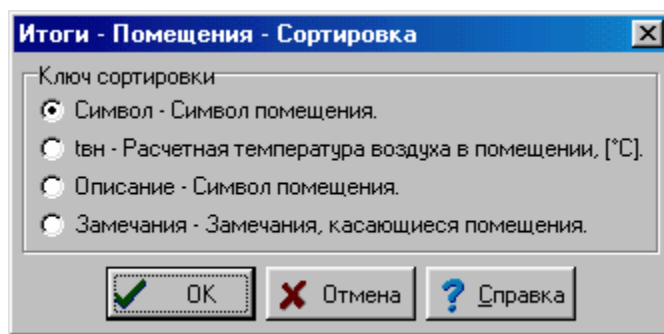 Итоги - Помещения - Сортировка
Ключ сортировки
Символ - Символ помещения.
tвн - Расчетная температура воздуха в помещении, [°C].
Описание - Символ помещения.
Замечания - Замечания, касающиеся помещения.
OK Отмена Справка